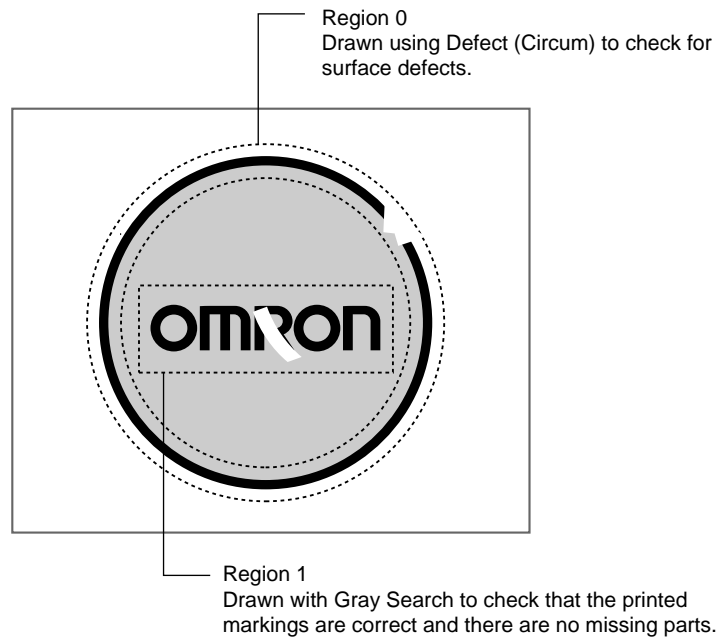 Region 0
Drawn using Defect (Circum) to check for
surface defects.
OMRON
Region 1
Drawn with Gray Search to check that the printed
markings are correct and there are no missing parts.